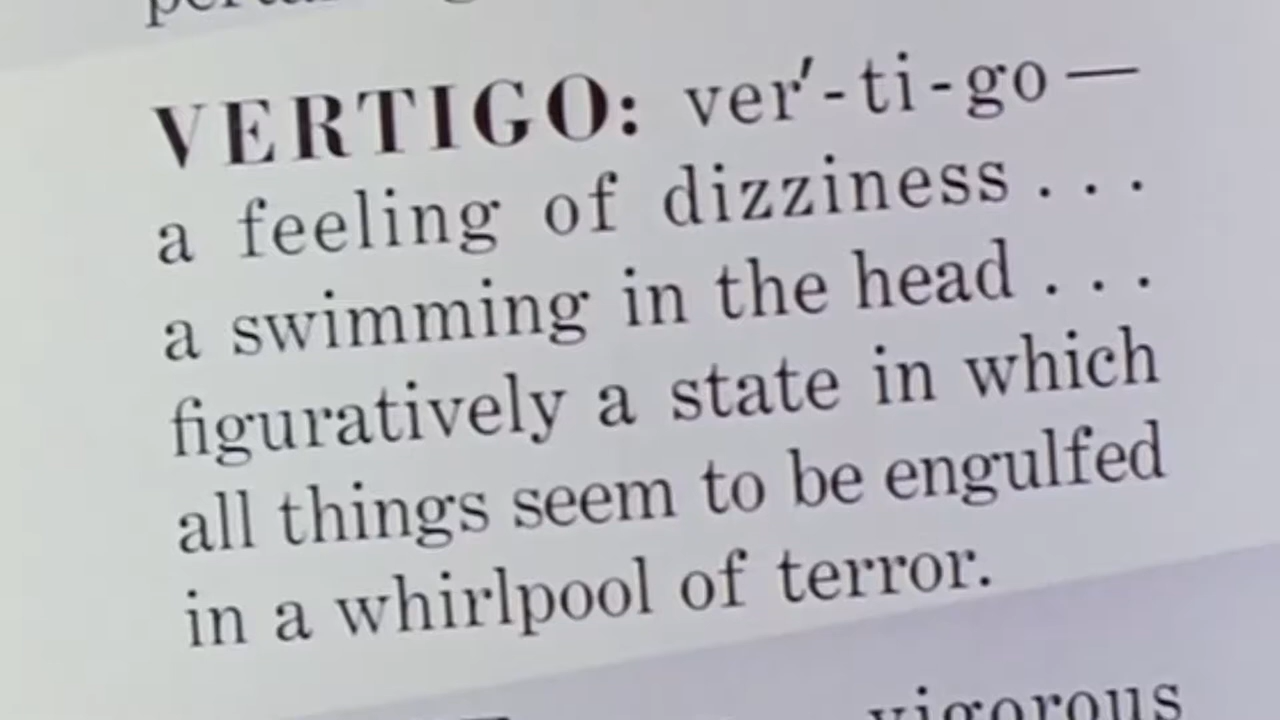 VERTIGO: ver′-ti-go—
a feeling of dizziness . . .
a swimming in the head . . .
figuratively a state in which
all things seem to be engulfed
in a whirlpool of terror.
vigorous